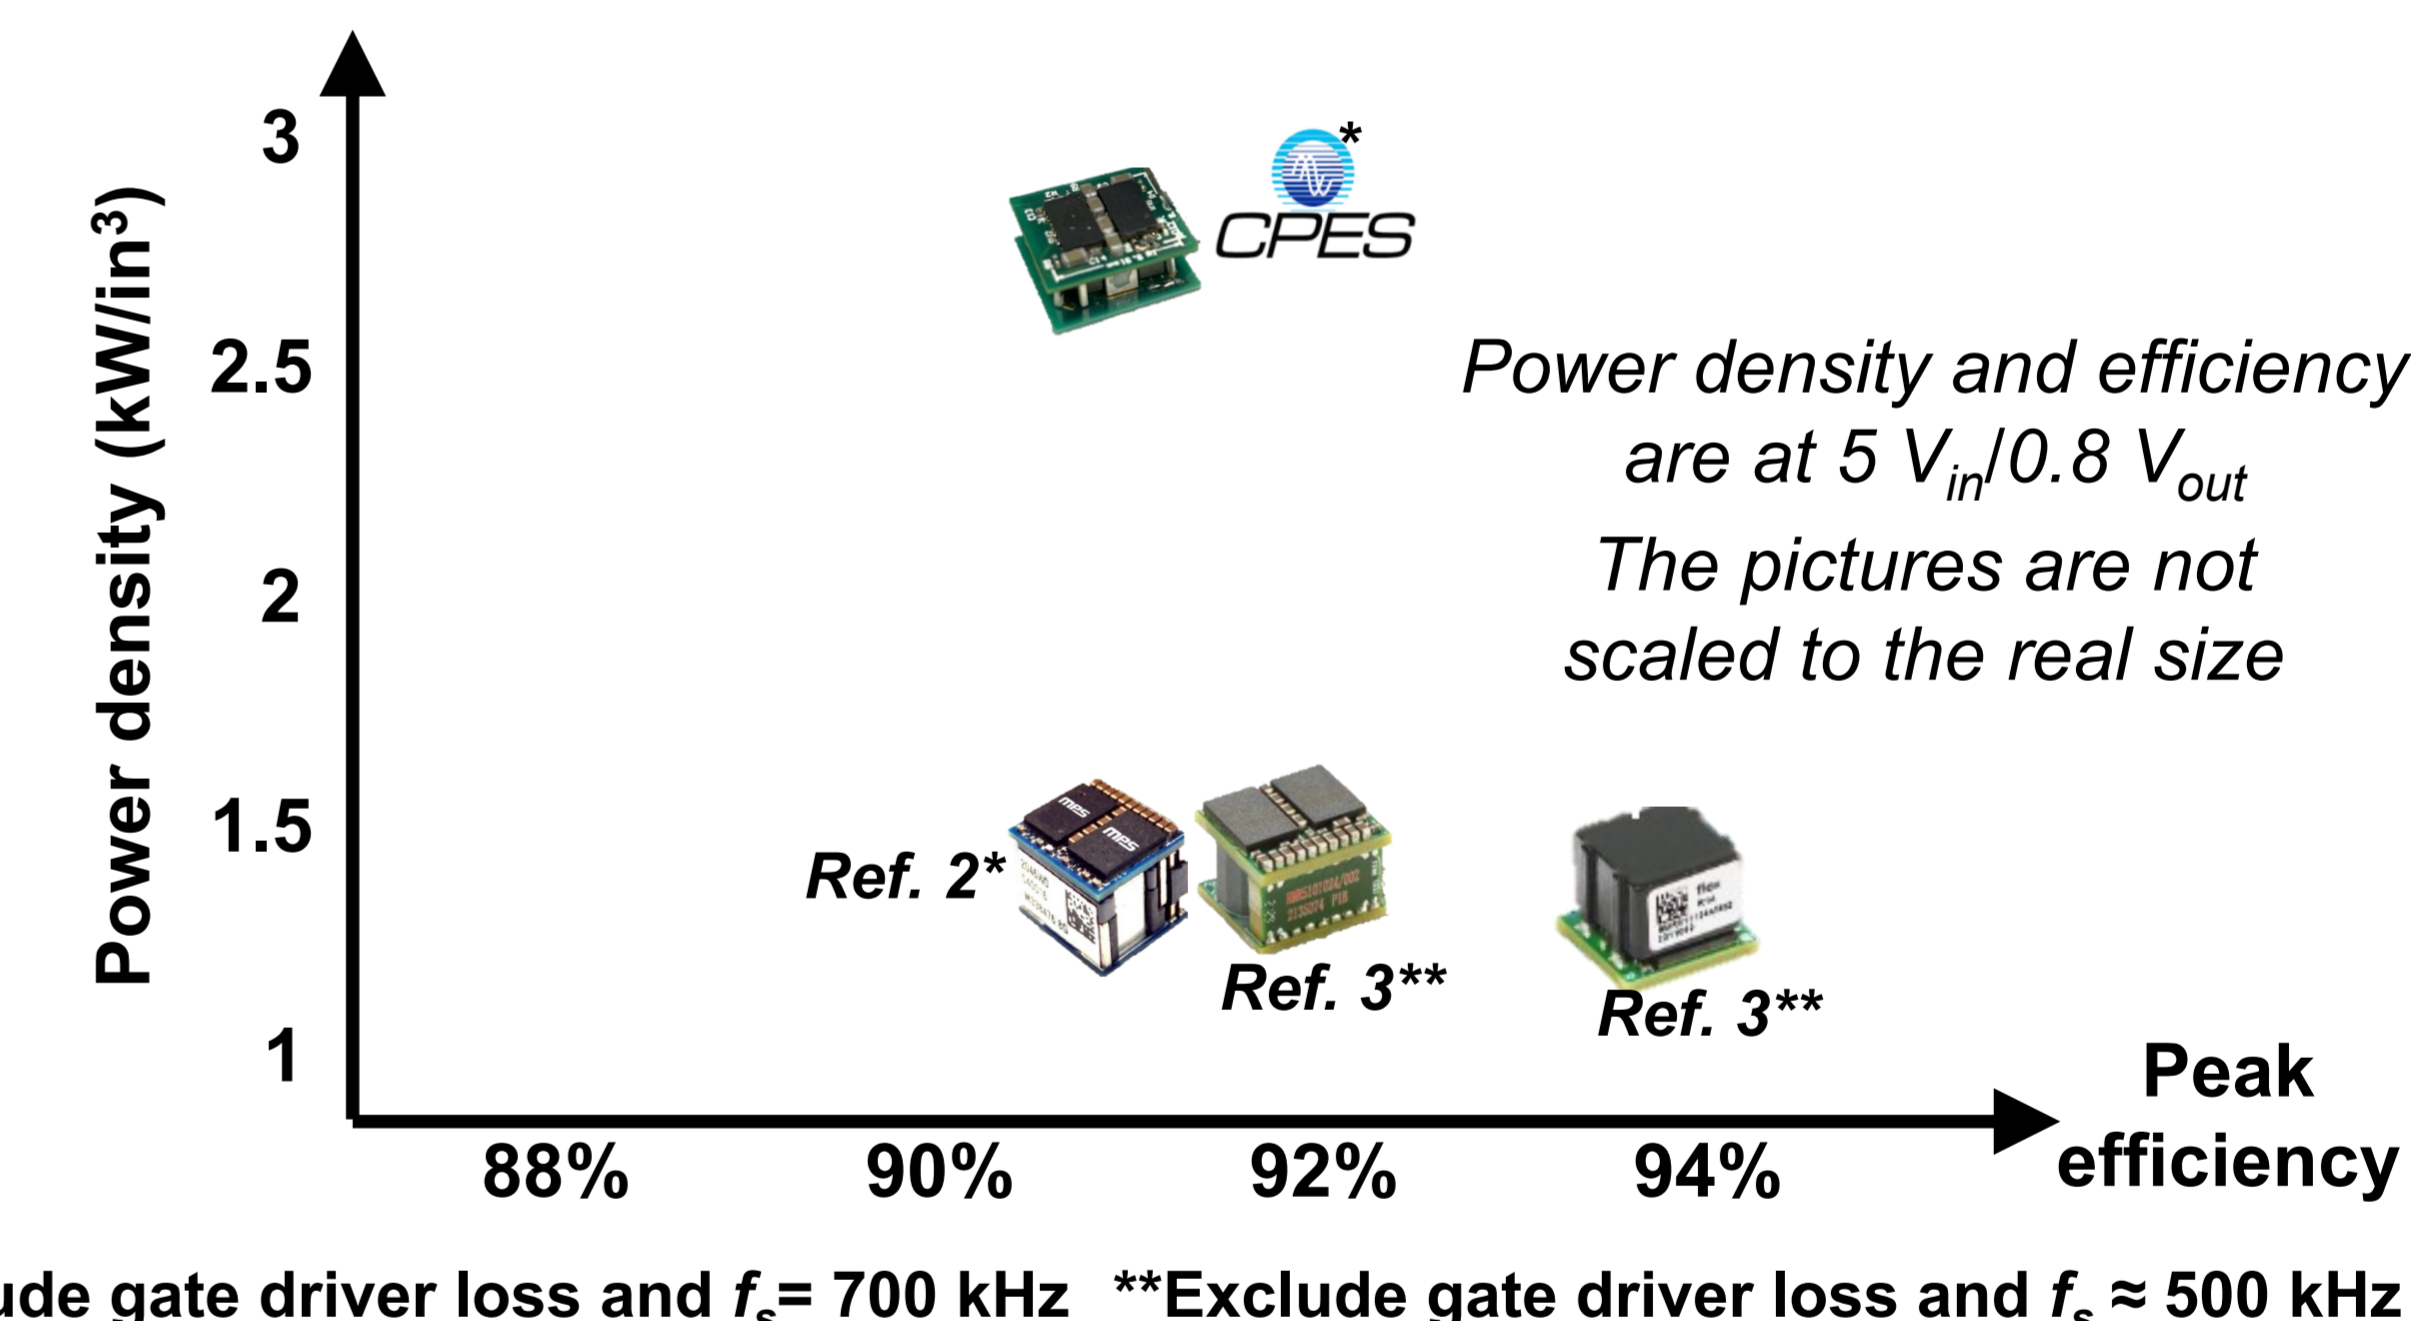 3
*
CPES
Power density (kW/in³)
2.5
Power density and efficiency
are at 5 Vin/0.8 Vout
2
The pictures are not
scaled to the real size
1.5
mps
mps
Ref. 2*
Ref. 3**
Ref. 3**
1
Peak
efficiency
88% 90% 92% 94%
ude gate driver loss and fs= 700 kHz **Exclude gate driver loss and fs ≈ 500 kHz